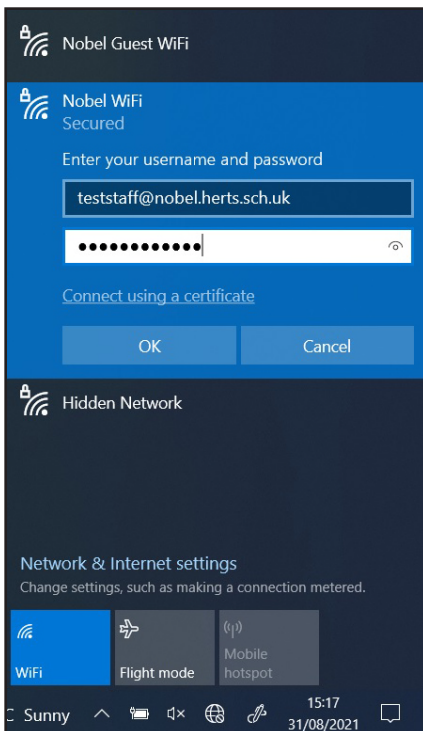 Nobel Guest WiFi
Nobel WiFi
Secured
Enter your username and password
teststaff@nobel.herts.sch.uk
●●●●●●●●●●●●
Connect using a certificate
OK Cancel
Hidden Network
Network & Internet settings
Change settings, such as making a connection metered.
WiFi Flight mode Mobile hotspot
C Sunny 15:17
31/08/2021